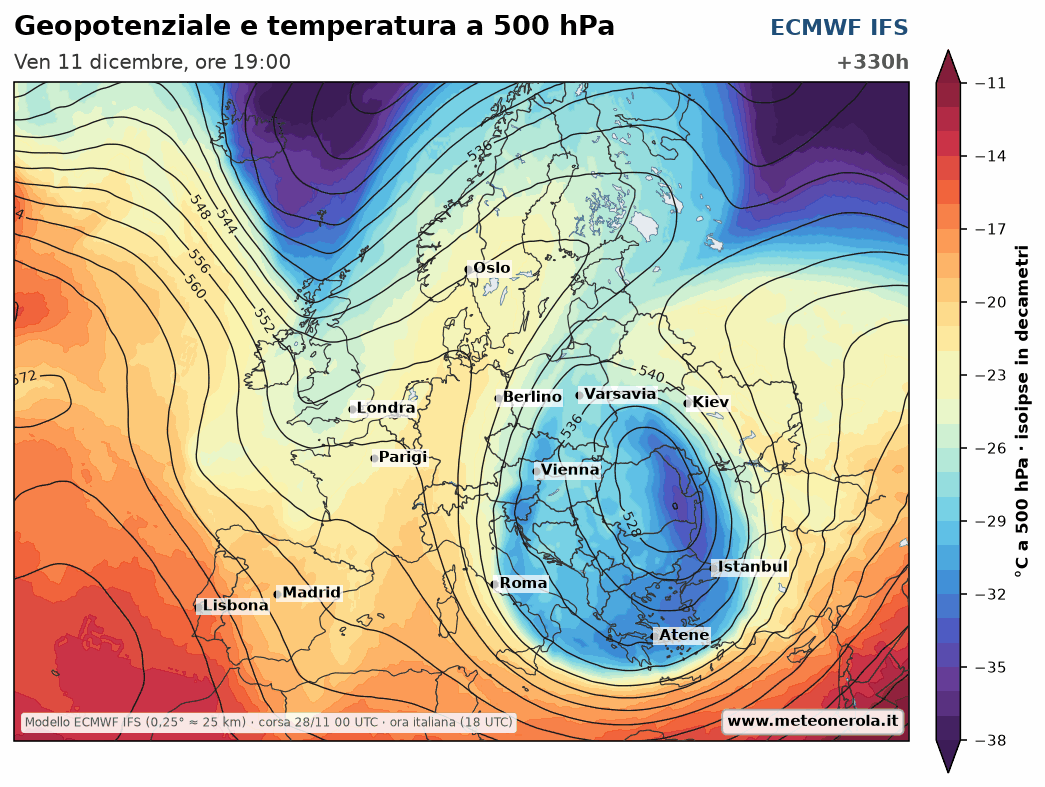 Geopotenziale e temperatura a 500 hPa
ECMWF IFS
Ven 11 dicembre, ore 19:00
+330h
536
548
544
556
560
552
4
572
540
536
528
Oslo
Londra
Parigi
Berlino
Varsavia
Kiev
Vienna
Roma
Istanbul
Atene
Madrid
Lisbona
−11
−14
−17
−20
−23
−26
−29
−32
−35
−38
°C a 500 hPa · isoipse in decametri
Modello ECMWF IFS (0,25° ≈ 25 km) · corsa 28/11 00 UTC · ora italiana (18 UTC)
www.meteonerola.it